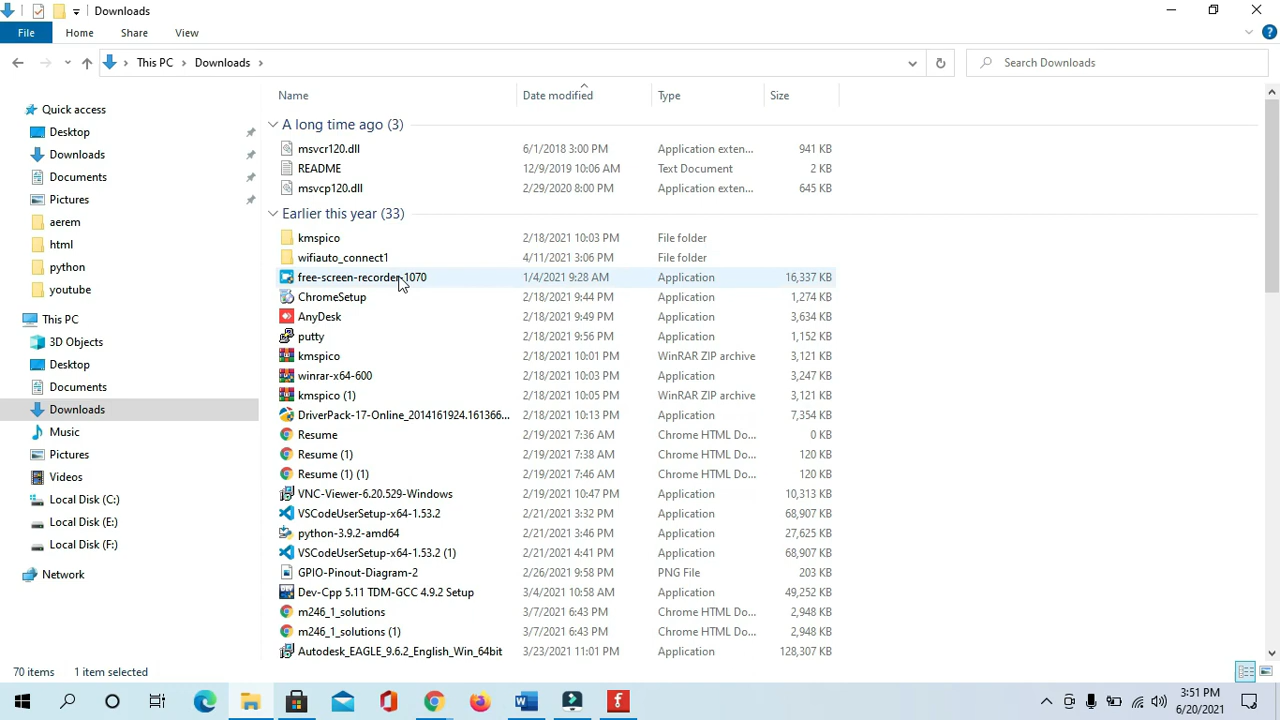 Downloads
File Home Share View
This PC Downloads Search Downloads
Name Date modified Type Size
Quick access
Desktop
Downloads
Documents
Pictures
aerem
html
python
youtube
This PC
3D Objects
Desktop
Documents
Downloads
Music
Pictures
Videos
Local Disk (C:)
Local Disk (E:)
Local Disk (F:)
Network
A long time ago (3)
msvcr120.dll 6/1/2018 3:00 PM Application exten... 941 KB
README 12/9/2019 10:06 AM Text Document 2 KB
msvcp120.dll 2/29/2020 8:00 PM Application exten... 645 KB
Earlier this year (33)
kmspico 2/18/2021 10:03 PM File folder
wifiauto_connect1 4/11/2021 3:06 PM File folder
free-screen-recorder-1070 1/4/2021 9:28 AM Application 16,337 KB
ChromeSetup 2/18/2021 9:44 PM Application 1,274 KB
AnyDesk 2/18/2021 9:49 PM Application 3,634 KB
putty 2/18/2021 9:56 PM Application 1,152 KB
kmspico 2/18/2021 10:01 PM WinRAR ZIP archive 3,121 KB
winrar-x64-600 2/18/2021 10:03 PM Application 3,247 KB
kmspico (1) 2/18/2021 10:05 PM WinRAR ZIP archive 3,121 KB
DriverPack-17-Online_2014161924.161366... 2/18/2021 10:13 PM Application 7,354 KB
Resume 2/19/2021 7:36 AM Chrome HTML Do... 0 KB
Resume (1) 2/19/2021 7:38 AM Chrome HTML Do... 120 KB
Resume (1) (1) 2/19/2021 7:46 AM Chrome HTML Do... 120 KB
VNC-Viewer-6.20.529-Windows 2/19/2021 10:47 PM Application 10,313 KB
VSCodeUserSetup-x64-1.53.2 2/21/2021 3:32 PM Application 68,907 KB
python-3.9.2-amd64 2/21/2021 3:46 PM Application 27,625 KB
VSCodeUserSetup-x64-1.53.2 (1) 2/21/2021 4:41 PM Application 68,907 KB
GPIO-Pinout-Diagram-2 2/26/2021 9:58 PM PNG File 203 KB
Dev-Cpp 5.11 TDM-GCC 4.9.2 Setup 3/4/2021 10:58 AM Application 49,252 KB
m246_1_solutions 3/7/2021 6:43 PM Chrome HTML Do... 2,948 KB
m246_1_solutions (1) 3/7/2021 6:43 PM Chrome HTML Do... 2,948 KB
Autodesk_EAGLE_9.6.2_English_Win_64bit 3/23/2021 11:01 PM Application 128,307 KB
70 items 1 item selected
3:51 PM
6/20/2021